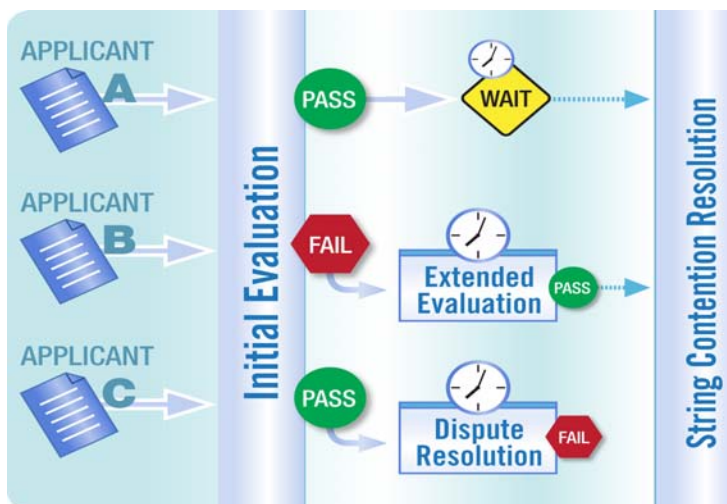 APPLICANT
A
PASS
WAIT
APPLICANT
B
FAIL
Extended
Evaluation
PASS
APPLICANT
C
PASS
Dispute
Resolution
FAIL
Initial Evaluation
String Contention Resolution